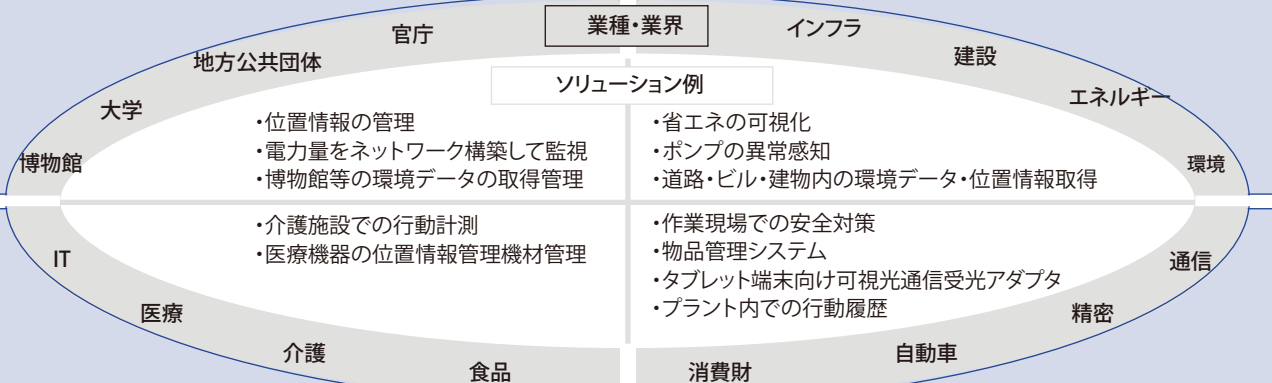 業種・業界
ソリューション例
官庁
地方公共団体
大学
博物館
・位置情報の管理
・電力量をネットワーク構築して監視
・博物館等の環境データの取得管理
インフラ
建設
エネルギー
環境
・省エネの可視化
・ポンプの異常感知
・道路・ビル・建物内の環境データ・位置情報取得
IT
医療
介護
食品
・介護施設での行動計測
・医療機器の位置情報管理機材管理
・作業現場での安全対策
・物品管理システム
・タブレット端末向け可視光通信受光アダプタ
・プラント内での行動履歴
通信
精密
自動車
消費財